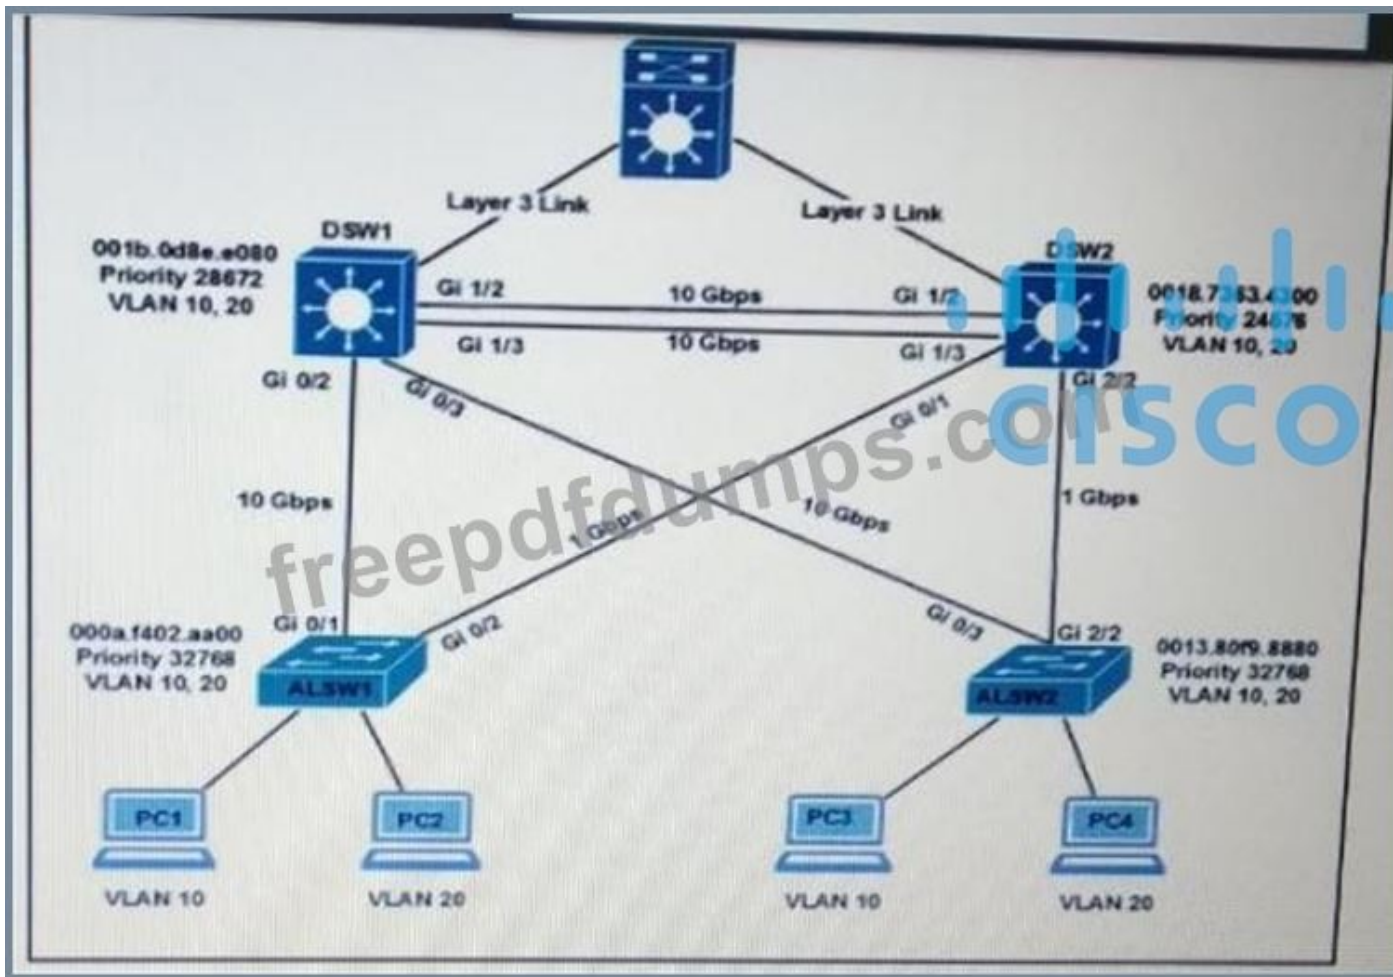 Layer 3 Link
Layer 3 Link
DSW1
001b.0d8e.e080
Priority 28672
VLAN 10, 20
DSW2
Priority
VLAN 10, 20
Gi 1/2
10 Gbps
Gi 1/2
Gi 1/3
10 Gbps
Gi 1/3
Gi 0/2
Gi 0/3
Gi 0/1
Gi 2/2
cisco
freepdfdumps.com
10 Gbps
1 Gbps
10 Gbps
1 Gbps
000a.f402.aa00
Priority 32768
VLAN 10, 20
Gi 0/1
Gi 0/2
ALSW1
Gi 0/3
Gi 2/2
ALSW2
0013.80f9.8880
Priority 32768
VLAN 10, 20
PC1
PC2
PC3
PC4
VLAN 10
VLAN 20
VLAN 10
VLAN 20